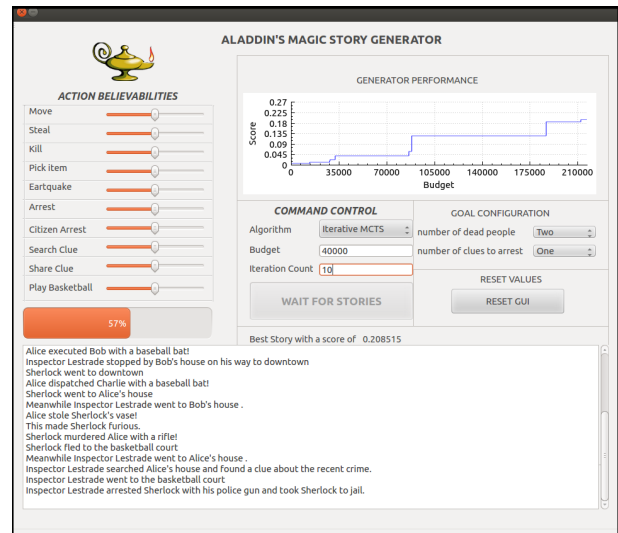 ALADDIN'S MAGIC STORY GENERATOR
ACTION BELIEVABILITIES
Move
Steal
Kill
Pick item
Eartquake
Arrest
Citizen Arrest
Search Clue
Share Clue
Play Basketball
57%
GENERATOR PERFORMANCE
0.27
0.225
0.18
0.135
0.09
0.045
0
Score
0 35000 70000 105000 140000 175000 210000
Budget
COMMAND CONTROL
Algorithm Iterative MCTS
Budget 40000
Iteration Count 10
WAIT FOR STORIES
GOAL CONFIGURATION
number of dead people Two
number of clues to arrest One
RESET VALUES
RESET GUI
Best Story with a score of 0.208515
Alice executed Bob with a baseball bat!
Inspector Lestrade stopped by Bob's house on his way to downtown
Sherlock went to downtown
Alice dispatched Charlie with a baseball bat!
Sherlock went to Alice's house
Meanwhile Inspector Lestrade went to Bob's house .
Alice stole Sherlock's vase!
This made Sherlock furious.
Sherlock murdered Alice with a rifle!
Sherlock fled to the basketball court
Meanwhile Inspector Lestrade went to Alice's house .
Inspector Lestrade searched Alice's house and found a clue about the recent crime.
Inspector Lestrade went to the basketball court
Inspector Lestrade arrested Sherlock with his police gun and took Sherlock to jail.